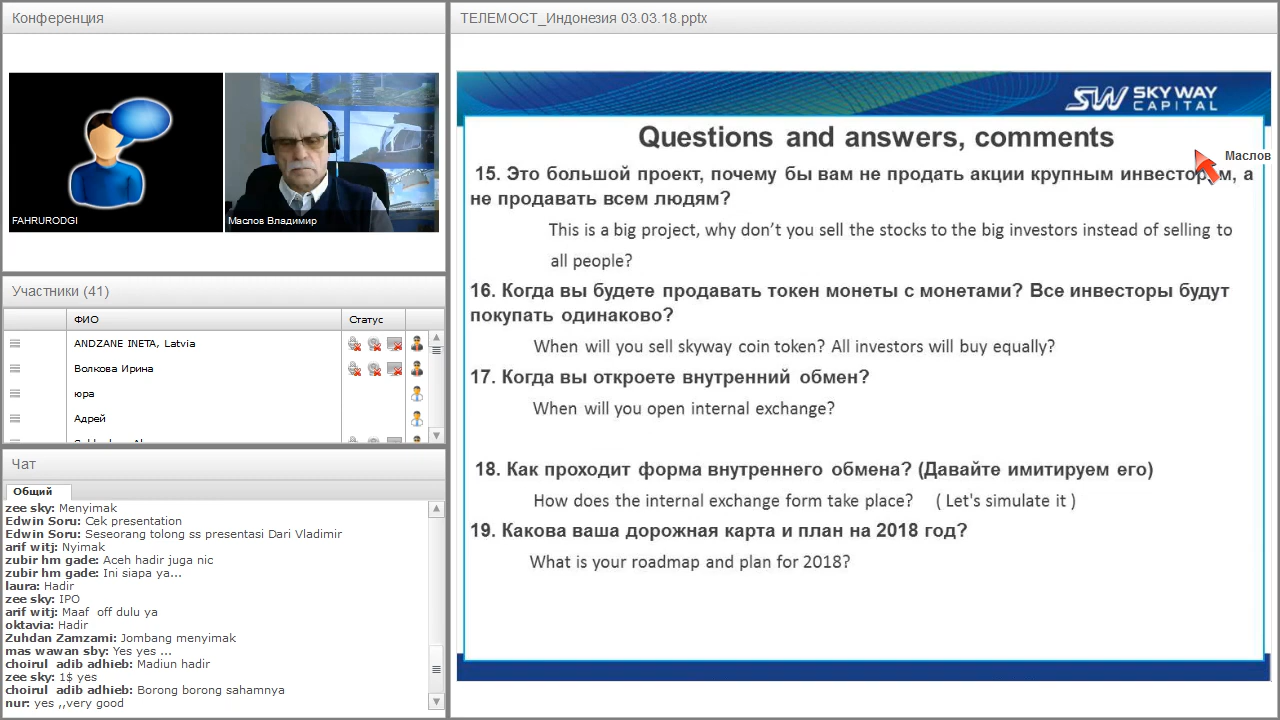 Конференция
FAHRURODGI
Маслов Владимир
Участники (41)
ФИО
Статус
ANDZANE INETA, Latvia
Волкова Ирина
юра
Адрей
Чат
Общий
zee sky: Menyimak
Edwin Soru: Cek presentation
Edwin Soru: Seseorang tolong ss presentasi Dari Vladimir
arif witj: Nyimak
zubir hm gade: Aceh hadir juga nic
zubir hm gade: Ini siapa ya...
laura: Hadir
zee sky: IPO
arif witj: Maaf off dulu ya
oktavia: Hadir
Zuhdan Zamzami: Jombang menyimak
mas wawan sby: Yes yes ...
choirul adib adhieb: Madiun hadir
zee sky: 1$ yes
choirul adib adhieb: Borong borong sahamnya
nur: yes ,,very good
ТЕЛЕМОСТ_Индонезия 03.03.18.pptx
SW SKY WAY
CAPITAL
Questions and answers, comments
Маслов
15. Это большой проект, почему бы вам не продать акции крупным инвесторум, а
не продавать всем людям?
This is a big project, why don’t you sell the stocks to the big investors instead of selling to
all people?
16. Когда вы будете продавать токен монеты с монетами? Все инвесторы будут
покупать одинаково?
When will you sell skyway coin token? All investors will buy equally?
17. Когда вы откроете внутренний обмен?
When will you open internal exchange?
18. Как проходит форма внутреннего обмена? (Давайте имитируем его)
How does the internal exchange form take place? ( Let's simulate it )
19. Какова ваша дорожная карта и план на 2018 год?
What is your roadmap and plan for 2018?